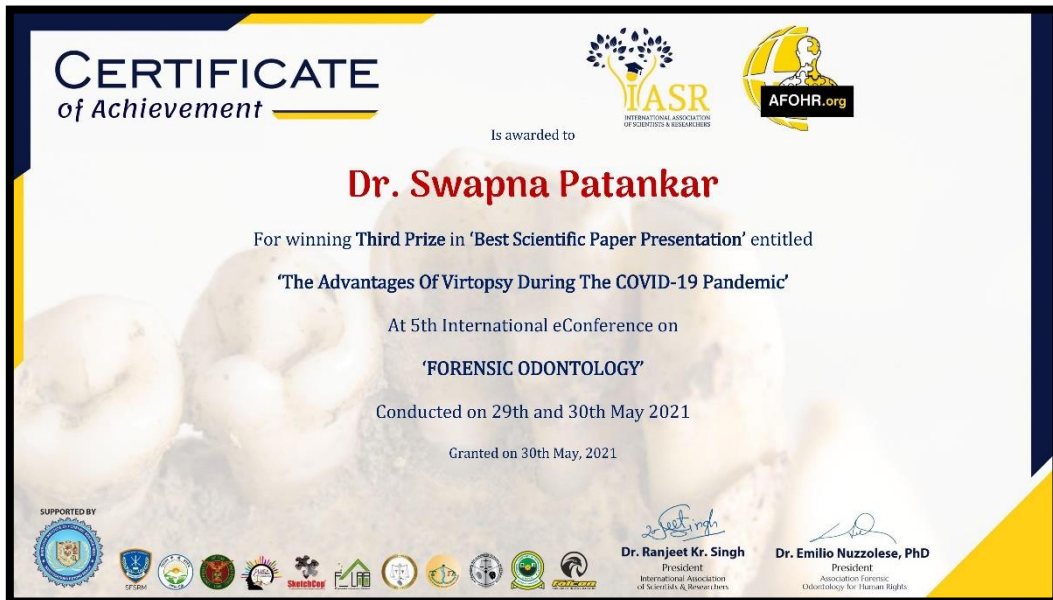 CERTIFICATE
of Achievement
IASR
INTERNATIONAL ASSOCIATION
OF SCIENTISTS & RESEARCHERS
AFOHR.org
Is awarded to
Dr. Swapna Patankar
For winning Third Prize in ‘Best Scientific Paper Presentation’ entitled
‘The Advantages Of Virtopsy During The COVID-19 Pandemic’
At 5th International eConference on
‘FORENSIC ODONTOLOGY’
Conducted on 29th and 30th May 2021
Granted on 30th May, 2021
SUPPORTED BY
SFERM
SketchCop
falcon
Dr. Ranjeet Kr. Singh
President
International Association
of Scientists & Researchers
Dr. Emilio Nuzzolese, PhD
President
Association Forensic
Odontology for Human Rights